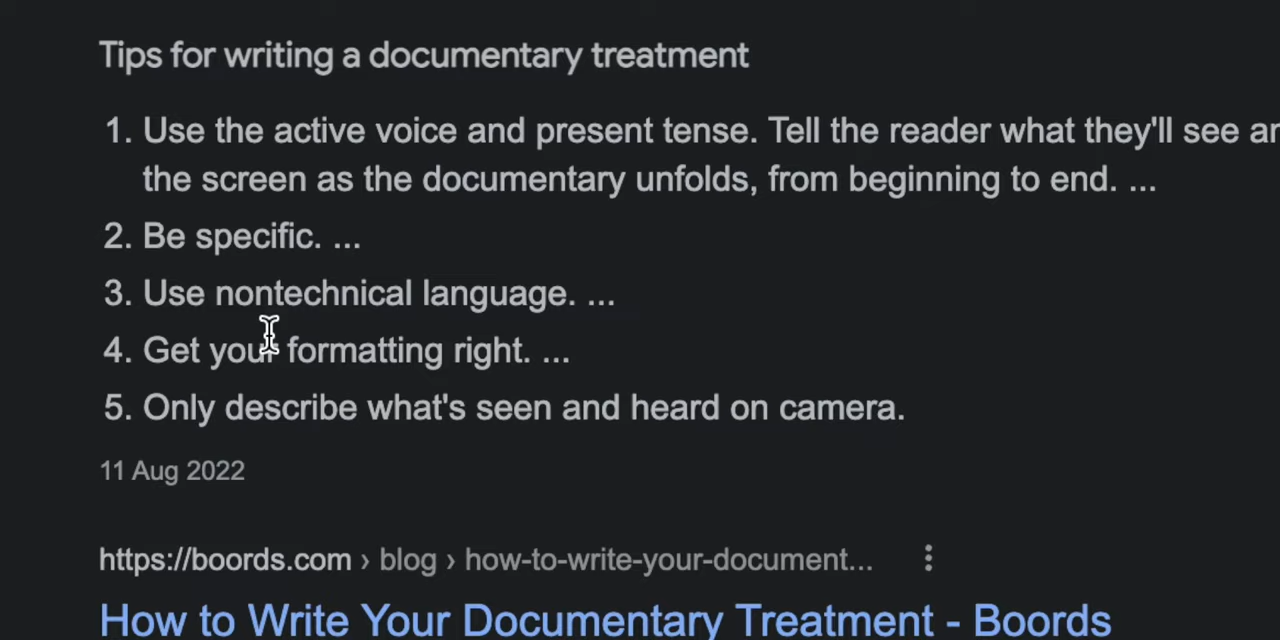 Tips for writing a documentary treatment
1. Use the active voice and present tense. Tell the reader what they'll see
the screen as the documentary unfolds, from beginning to end. ...
2. Be specific. ...
3. Use nontechnical language. ...
4. Get your formatting right. ...
5. Only describe what's seen and heard on camera.
11 Aug 2022
https://boords.com › blog › how-to-write-your-document...
How to Write Your Documentary Treatment - Boords